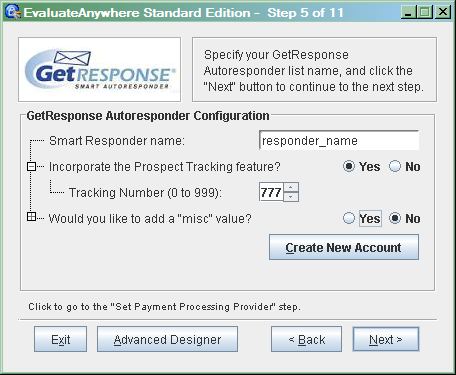 EvaluateAnywhere Standard Edition - Step 5 of 11
GetRESPONSE®
SMART AUTORESPONDER
Specify your GetResponse
Autoresponder list name, and click the
"Next" button to continue to the next step.
GetResponse Autoresponder Configuration
Smart Responder name: responder_name
Incorporate the Prospect Tracking feature? Yes No
Tracking Number (0 to 999): 777
Would you like to add a "misc" value? Yes No
Create New Account
Click to go to the "Set Payment Processing Provider" step.
Exit Advanced Designer < Back Next >